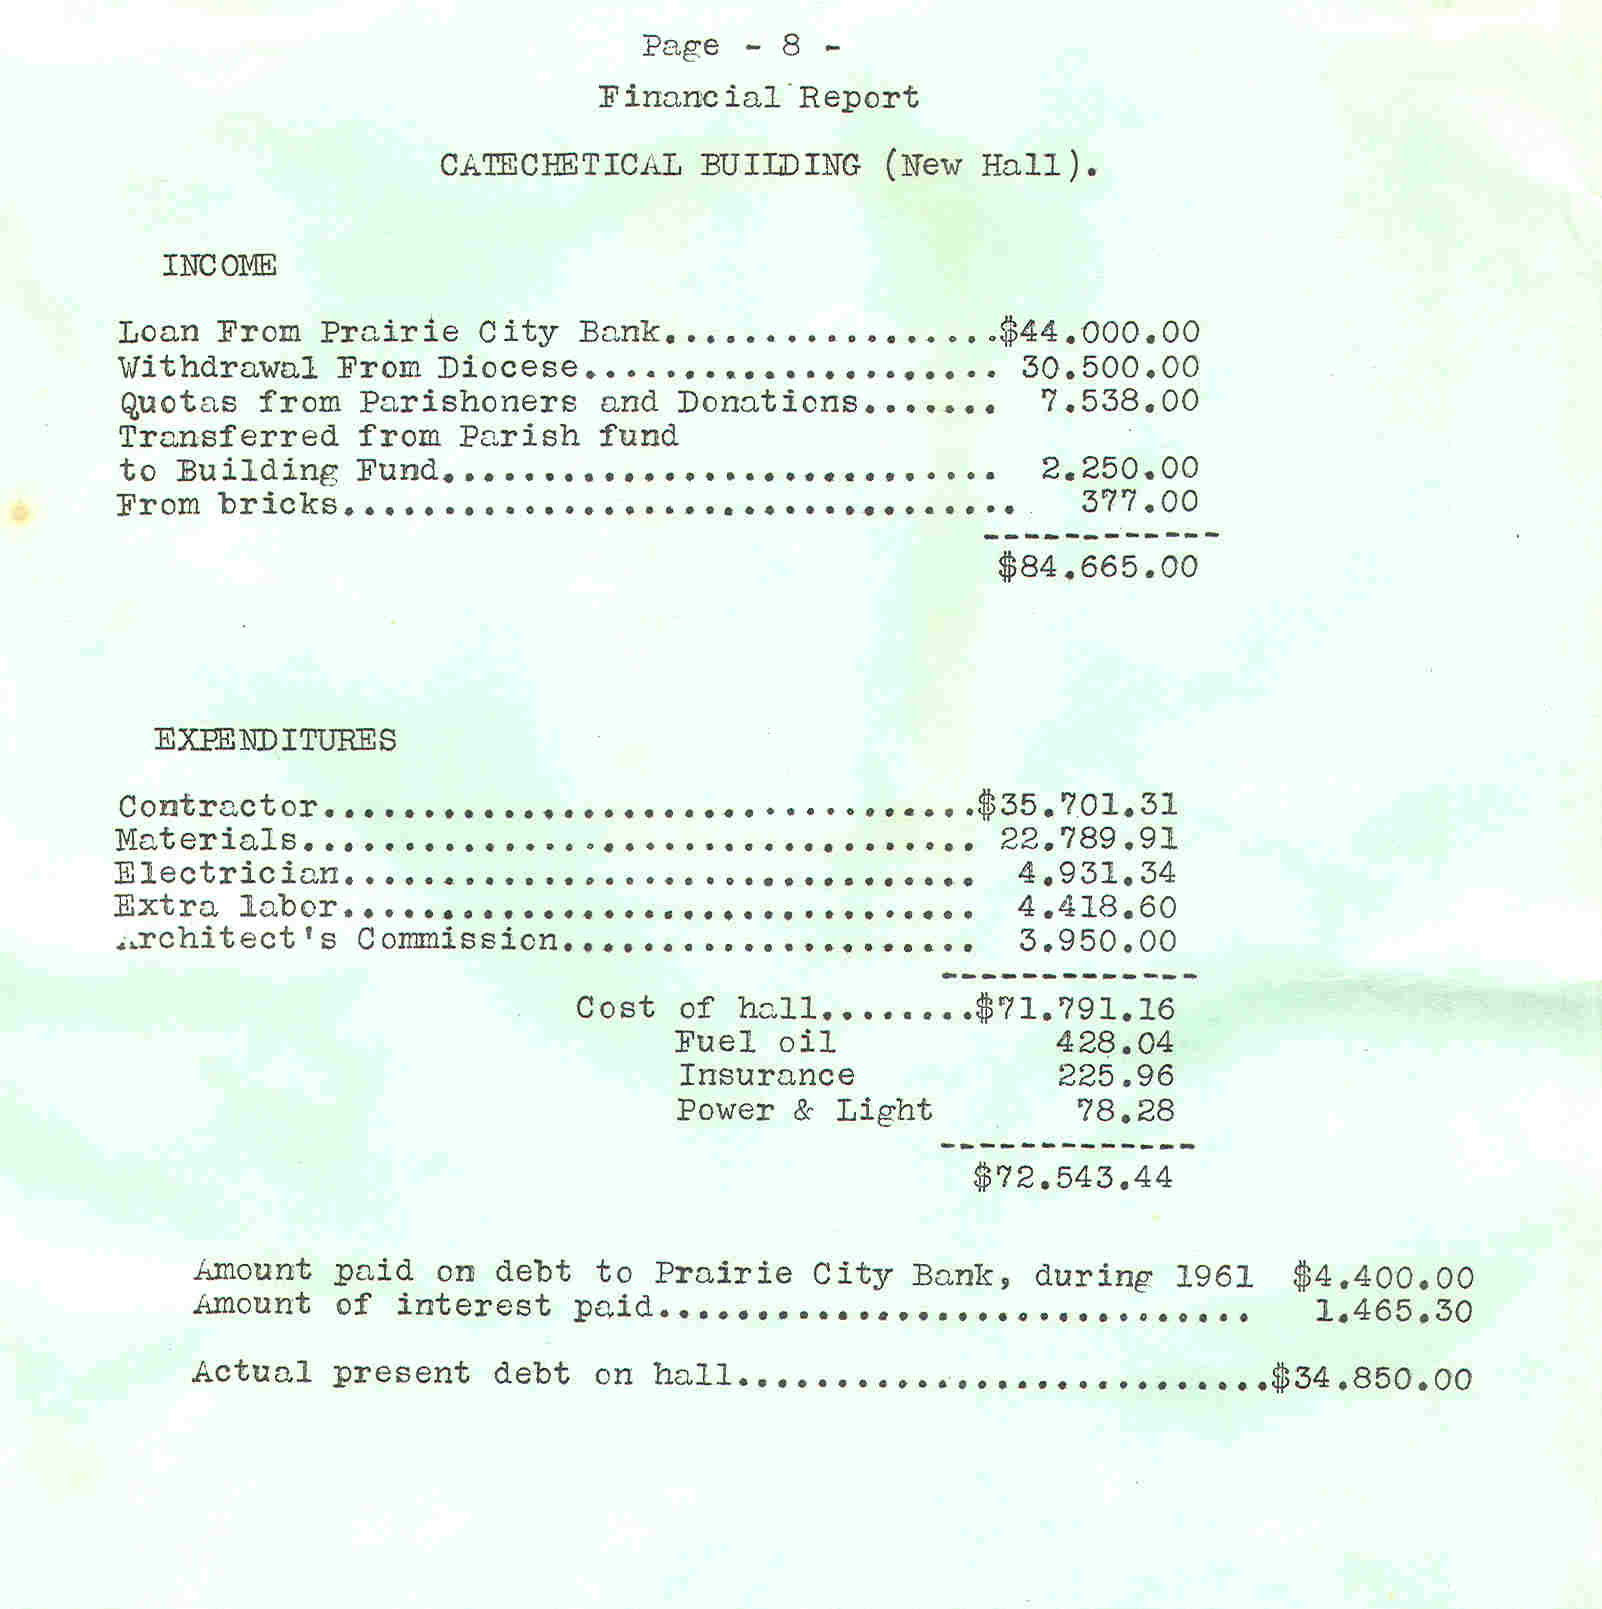 Page - 8 -
Financial Report
CATECHETICAL BUILDING (New Hall).
INCOME
Loan From Prairie City Bank.................$44.000.00
Withdrawal From Diocese..................... 30.500.00
Quotas from Parishoners and Donations....... 7.538.00
Transferred from Parish fund
to Building Fund............................ 2.250.00
From bricks.................................. 377.00
------------
$84.665.00
EXPENDITURES
Contractor.................................$35.701.31
Materials.................................. 22.789.91
Electrician................................ 4.931.34
Extra labor................................ 4.418.60
Architect's Commission..................... 3.950.00
-------------
Cost of hall........$71.791.16
Fuel oil 428.04
Insurance 225.96
Power & Light 78.28
-------------
$72.543.44
Amount paid on debt to Prairie City Bank, during 1961 $4.400.00
Amount of interest paid.............................. 1.465.30
Actual present debt on hall...........................$34.850.00